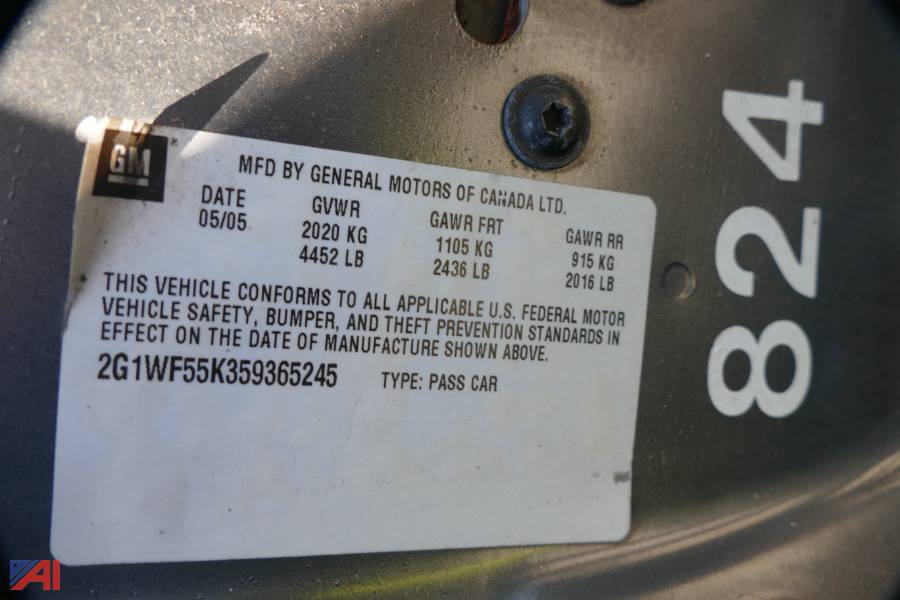 GM
MFD BY GENERAL MOTORS OF CANADA LTD.
DATE GVWR GAWR FRT GAWR RR
05/05 2020 KG 1105 KG 915 KG
4452 LB 2436 LB 2016 LB
THIS VEHICLE CONFORMS TO ALL APPLICABLE U.S. FEDERAL MOTOR
VEHICLE SAFETY, BUMPER, AND THEFT PREVENTION STANDARDS IN
EFFECT ON THE DATE OF MANUFACTURE SHOWN ABOVE.
2G1WF55K359365245 TYPE: PASS CAR
824
AI